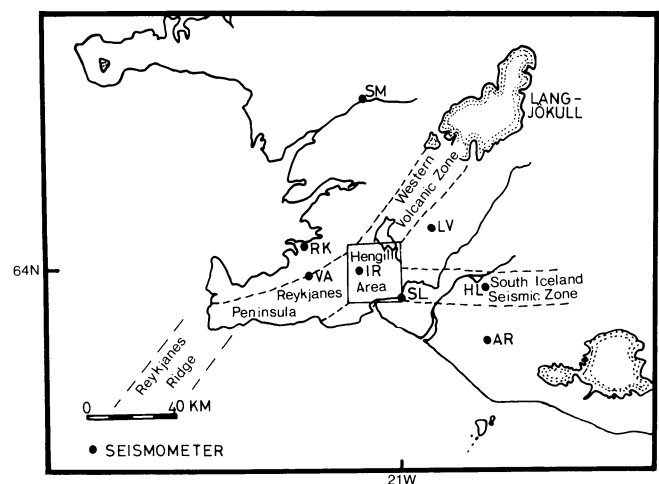 SM
LANG-
JÖKULL
Western
Volcanic Zone
LV
RK
Hengill
64N
VA
IR
Reykjanes
Area
SL
HL
South Iceland
Seismic Zone
Peninsula
AR
Reykjanes
Ridge
0 40 KM
SEISMOMETER
21W